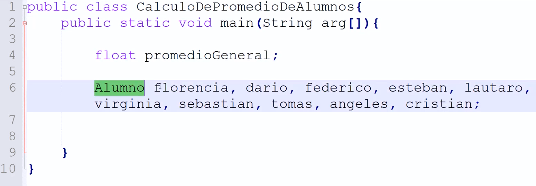 1 public class CalculoDePromedioDeAlumnos{
2 public static void main(String arg[]){
3
4 float promedioGeneral;
5
6 Alumno florencia, dario, federico, esteban, lautaro,
virginia, sebastian, tomas, angeles, cristian;
7
8
9 }
10 }